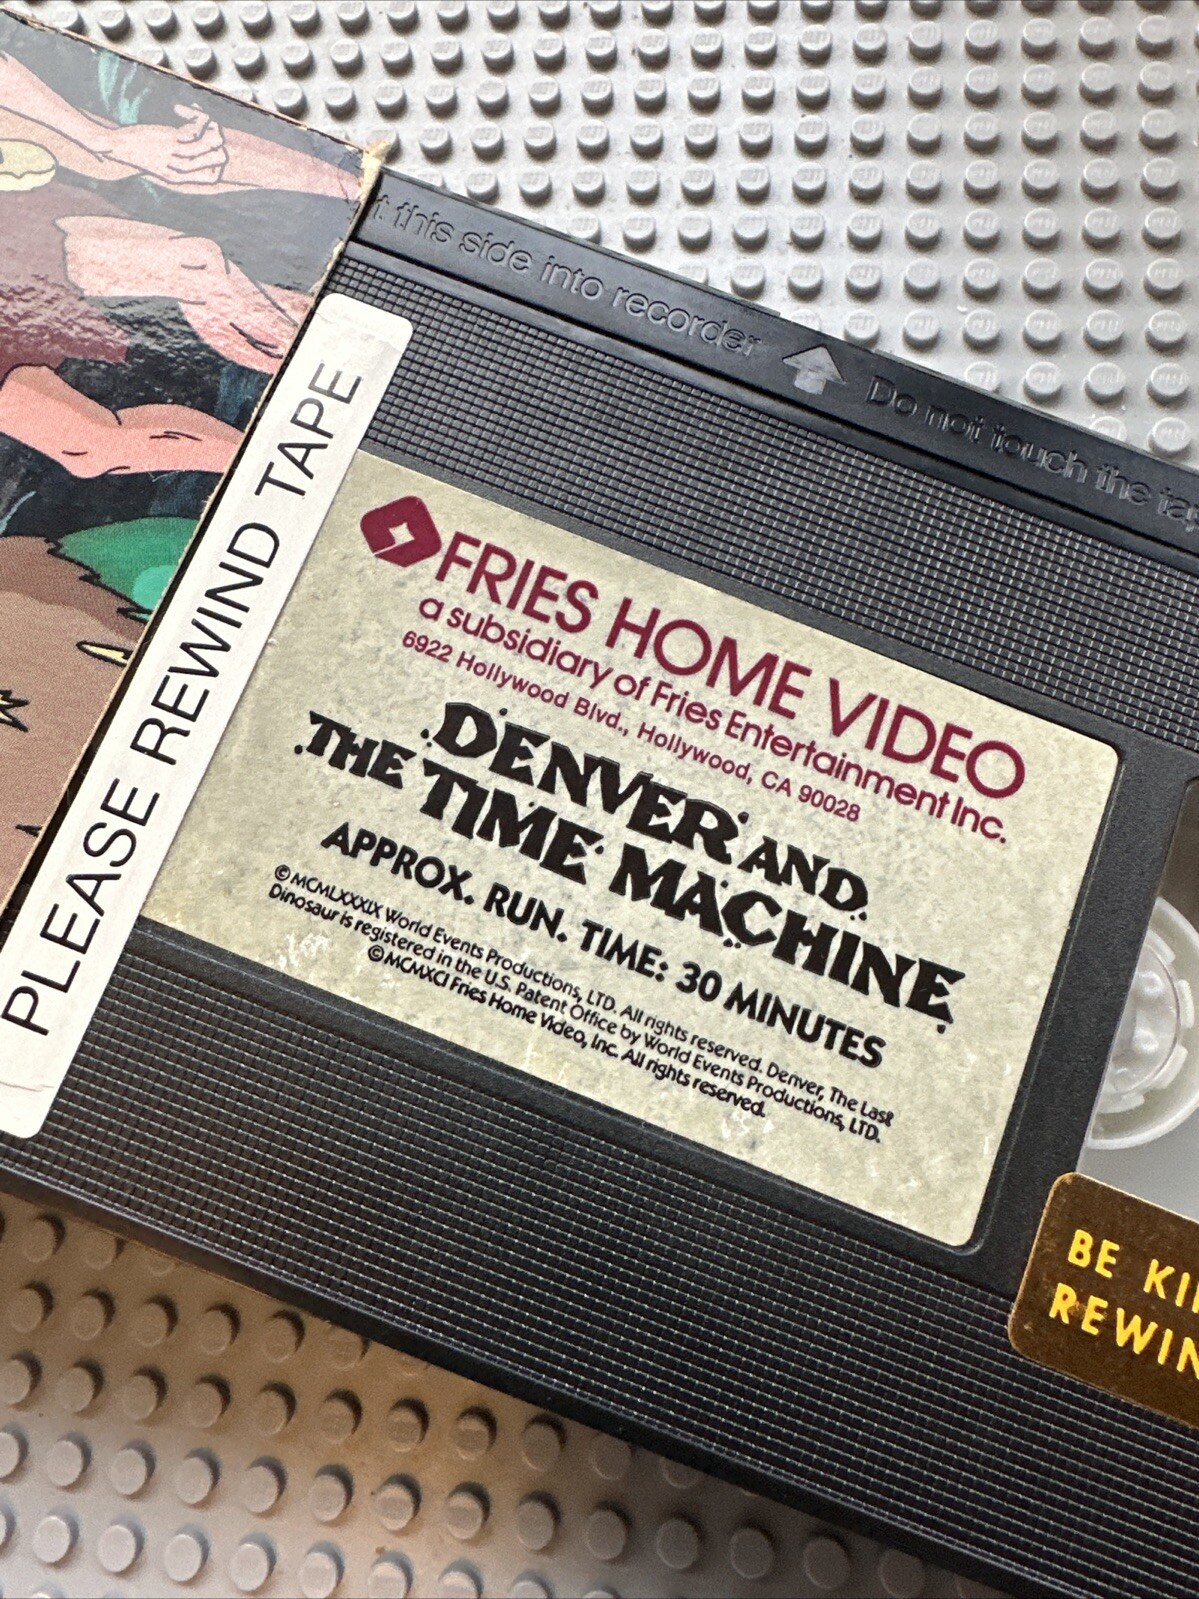 t this side into recorder
Do not touch the tap
PLEASE REWIND TAPE
FRIES HOME VIDEO
a subsidiary of Fries Entertainment Inc.
6922 Hollywood Blvd., Hollywood, CA 90028
DENVER AND
THE TIME MACHINE
APPROX. RUN. TIME: 30 MINUTES
©MCMLXXXIX World Events Productions, LTD. All rights reserved. Denver, The Last
Dinosaur is registered in the U.S. Patent Office by World Events Productions, LTD.
©MCMXCI Fries Home Video, Inc. All rights reserved.
BE KIN
REWIN